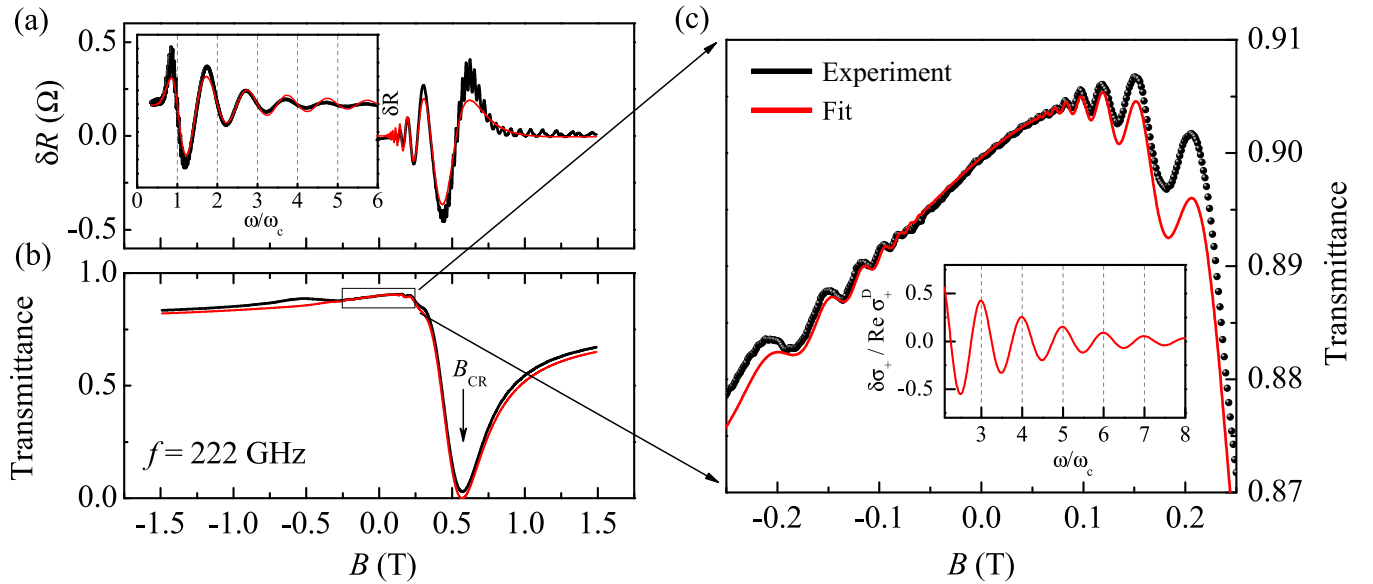 (a)
0.5
0.0
-0.5
δR (Ω)
0 1 2 3 4 5 6
ω/ω_c
δR
(b)
1.0
0.5
0.0
Transmittance
B_CR
f = 222 GHz
-1.5 -1.0 -0.5 0.0 0.5 1.0 1.5
B (T)
(c)
Experiment
Fit
0.91
0.90
0.89
0.88
0.87
Transmittance
0.5
0.0
-0.5
δσ_+ / Re σ_+^D
3 4 5 6 7 8
ω/ω_c
-0.2 -0.1 0.0 0.1 0.2
B (T)